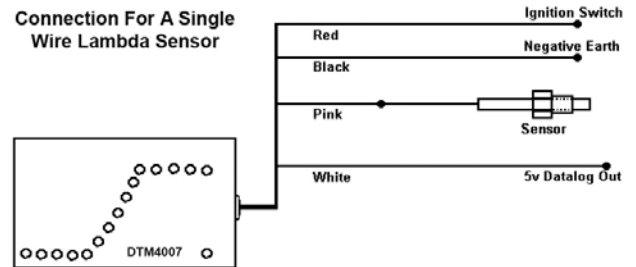 Connection For A Single
Wire Lambda Sensor
Ignition Switch
Red
Negative Earth
Black
Pink
Sensor
White
5v Datalog Out
DTM4007